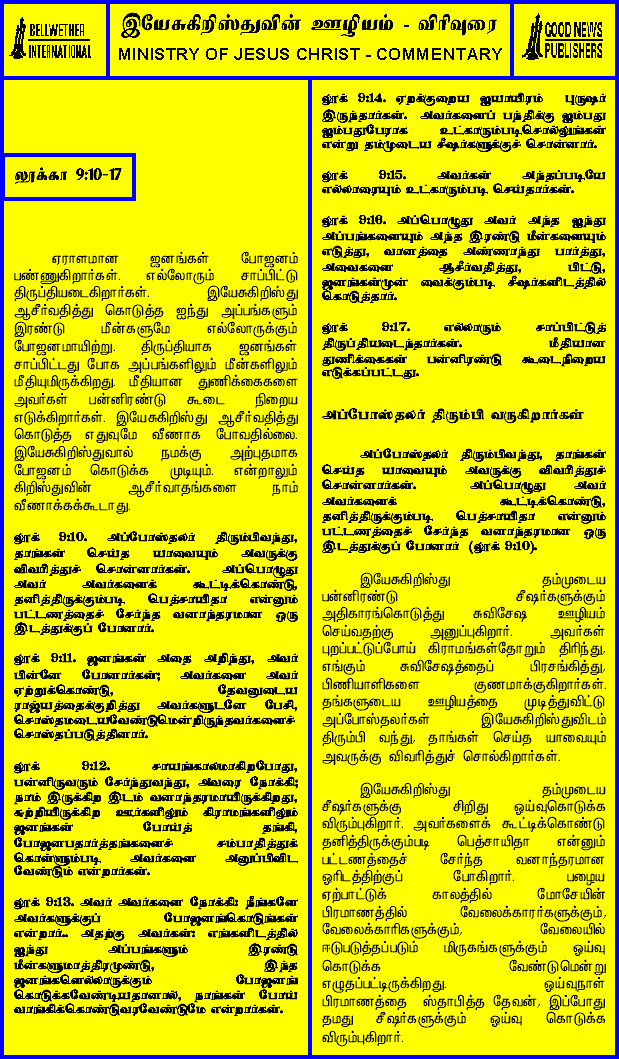 BELLWETHER
INTERNATIONAL
இயேசுகிறிஸ்துவின் ஊழியம் - விரிவுரை
MINISTRY OF JESUS CHRIST - COMMENTARY
GOOD NEWS
PUBLISHERS
லூக்கா 9:10-17
ஏராளமான ஜனங்கள் போஜனம்
பண்ணுகிறார்கள். எல்லோரும் சாப்பிட்டு
திருப்தியடைகிறார்கள். இயேசுகிறிஸ்து
ஆசீர்வதித்து கொடுத்த ஐந்து அப்பங்களும்
இரண்டு மீன்களுமே எல்லோருக்கும்
போஜனமாயிற்று. திருப்தியாக ஜனங்கள்
சாப்பிட்டது போக அப்பங்களிலும் மீன்களிலும்
மீதியுமிருக்கிறது. மீதியான துணிக்கைகளை
அவர்கள் பன்னிரண்டு கூடை நிறைய
எடுக்கிறார்கள். இயேசுகிறிஸ்து ஆசீர்வதித்து
கொடுத்த எதுவுமே வீணாக போவதில்லை.
இயேசுகிறிஸ்துவால் நமக்கு அற்புதமாக
போஜனம் கொடுக்க முடியும். என்றாலும்
கிறிஸ்துவின் ஆசீர்வாதங்களை நாம்
வீணாக்கக்கூடாது.
லூக் 9:10. அப்போஸ்தலர் திரும்பிவந்து,
தாங்கள் செய்த யாவையும் அவருக்கு
விவரித்துச் சொன்னார்கள். அப்பொழுது
அவர் அவர்களைக் கூட்டிக்கொண்டு,
தனித்திருக்கும்படி பெத்சாயிதா என்னும்
பட்டணத்தைச் சேர்ந்த வனாந்தரமான ஒரு
இடத்துக்குப் போனார்.
லூக் 9:11. ஜனங்கள் அதை அறிந்து, அவர்
பின்னே போனார்கள்; அவர்களை அவர்
ஏற்றுக்கொண்டு, தேவனுடைய
ராஜ்யத்தைக்குறித்து அவர்களுடனே பேசி,
சொஸ்தமடையவேண்டுமென்றிருந்தவர்களைச்
சொஸ்தப்படுத்தினார்.
லூக் 9:12. சாயங்காலமாகிறபோது,
பன்னிருவரும் சேர்ந்துவந்து, அவரை நோக்கி:
நாம் இருக்கிற இடம் வனாந்தரமாயிருக்கிறது,
சுற்றியிருக்கிற ஊர்களிலும் கிராமங்களிலும்
ஜனங்கள் போய்த் தங்கி,
போஜனபதார்த்தங்களைச் சம்பாதித்துக்
கொள்ளும்படி அவர்களை அனுப்பிவிட
வேண்டும் என்றார்கள்.
லூக் 9:13. அவர் அவர்களை நோக்கி: நீங்களே
அவர்களுக்குப் போஜனங்கொடுங்கள்
என்றார்.. அதற்கு அவர்கள்: எங்களிடத்தில்
ஐந்து அப்பங்களும் இரண்டு
மீன்களுமாத்திரமுண்டு, இந்த
ஜனங்களெல்லாருக்கும் போஜனங்
கொடுக்கவேண்டியதானால், நாங்கள் போய்
வாங்கிக்கொண்டுவரவேண்டுமே என்றார்கள்.
லூக் 9:14. ஏறக்குறைய ஐயாயிரம் புருஷர்
இருந்தார்கள். அவர்களைப் பந்திக்கு ஐம்பது
ஐம்பதுபேராக உட்காரும்படி,சொல்லுங்கள்
என்று தம்முடைய சீஷர்களுக்குச் சொன்னார்.
லூக் 9:15. அவர்கள் அந்தப்படியே
எல்லாரையும் உட்காரும்படி செய்தார்கள்.
லூக் 9:16. அப்பொழுது அவர் அந்த ஐந்து
அப்பங்களையும் அந்த இரண்டு மீன்களையும்
எடுத்து, வானத்தை அண்ணாந்து பார்த்து,
அவைகளை ஆசீர்வதித்து, பிட்டு,
ஜனங்கள்முன் வைக்கும்படி சீஷர்களிடத்தில்
கொடுத்தார்.
லூக் 9:17. எல்லாரும் சாப்பிட்டுத்
திருப்தியடைந்தார்கள். மீதியான
துணிக்கைகள் பன்னிரண்டு கூடைநிறைய
எடுக்கப்பட்டது.
அப்போஸ்தலர் திரும்பி வருகிறார்கள்
அப்போஸ்தலர் திரும்பிவந்து, தாங்கள்
செய்த யாவையும் அவருக்கு விவரித்துச்
சொன்னார்கள். அப்பொழுது அவர்
அவர்களைக் கூட்டிக்கொண்டு,
தனித்திருக்கும்படி பெத்சாயிதா என்னும்
பட்டணத்தைச் சேர்ந்த வனாந்தரமான ஒரு
இடத்துக்குப் போனார் (லூக் 9:10).
இயேசுகிறிஸ்து தம்முடைய
பன்னிரண்டு சீஷர்களுக்கும்
அதிகாரங்கொடுத்து சுவிசேஷ ஊழியம்
செய்வதற்கு அனுப்புகிறார். அவர்கள்
புறப்பட்டுப்போய் கிராமங்கள்தோறும் திரிந்து,
எங்கும் சுவிசேஷத்தைப் பிரசங்கித்து,
பிணியாளிகளை குணமாக்குகிறார்கள்.
தங்களுடைய ஊழியத்தை முடித்துவிட்டு
அப்போஸ்தலர்கள் இயேசுகிறிஸ்துவிடம்
திரும்பி வந்து, தாங்கள் செய்த யாவையும்
அவருக்கு விவரித்துச் சொல்கிறார்கள்.
இயேசுகிறிஸ்து தம்முடைய
சீஷர்களுக்கு சிறிது ஓய்வுகொடுக்க
விரும்புகிறார். அவர்களைக் கூட்டிக்கொண்டு
தனித்திருக்கும்படி பெத்சாயிதா என்னும்
பட்டணத்தைச் சேர்ந்த வனாந்தரமான
ஓரிடத்திற்குப் போகிறார். பழைய
ஏற்பாட்டுக் காலத்தில் மோசேயின்
பிரமாணத்தில் வேலைக்காரர்களுக்கும்,
வேலைக்காரிகளுக்கும், வேலையில்
ஈடுபடுத்தப்படும் மிருகங்களுக்கும் ஓய்வு
கொடுக்க வேண்டுமென்று
எழுதப்பட்டிருக்கிறது. ஓய்வுநாள்
பிரமாணத்தை ஸ்தாபித்த தேவன், இப்போது
தமது சீஷர்களுக்கும் ஓய்வு கொடுக்க
விரும்புகிறார்.